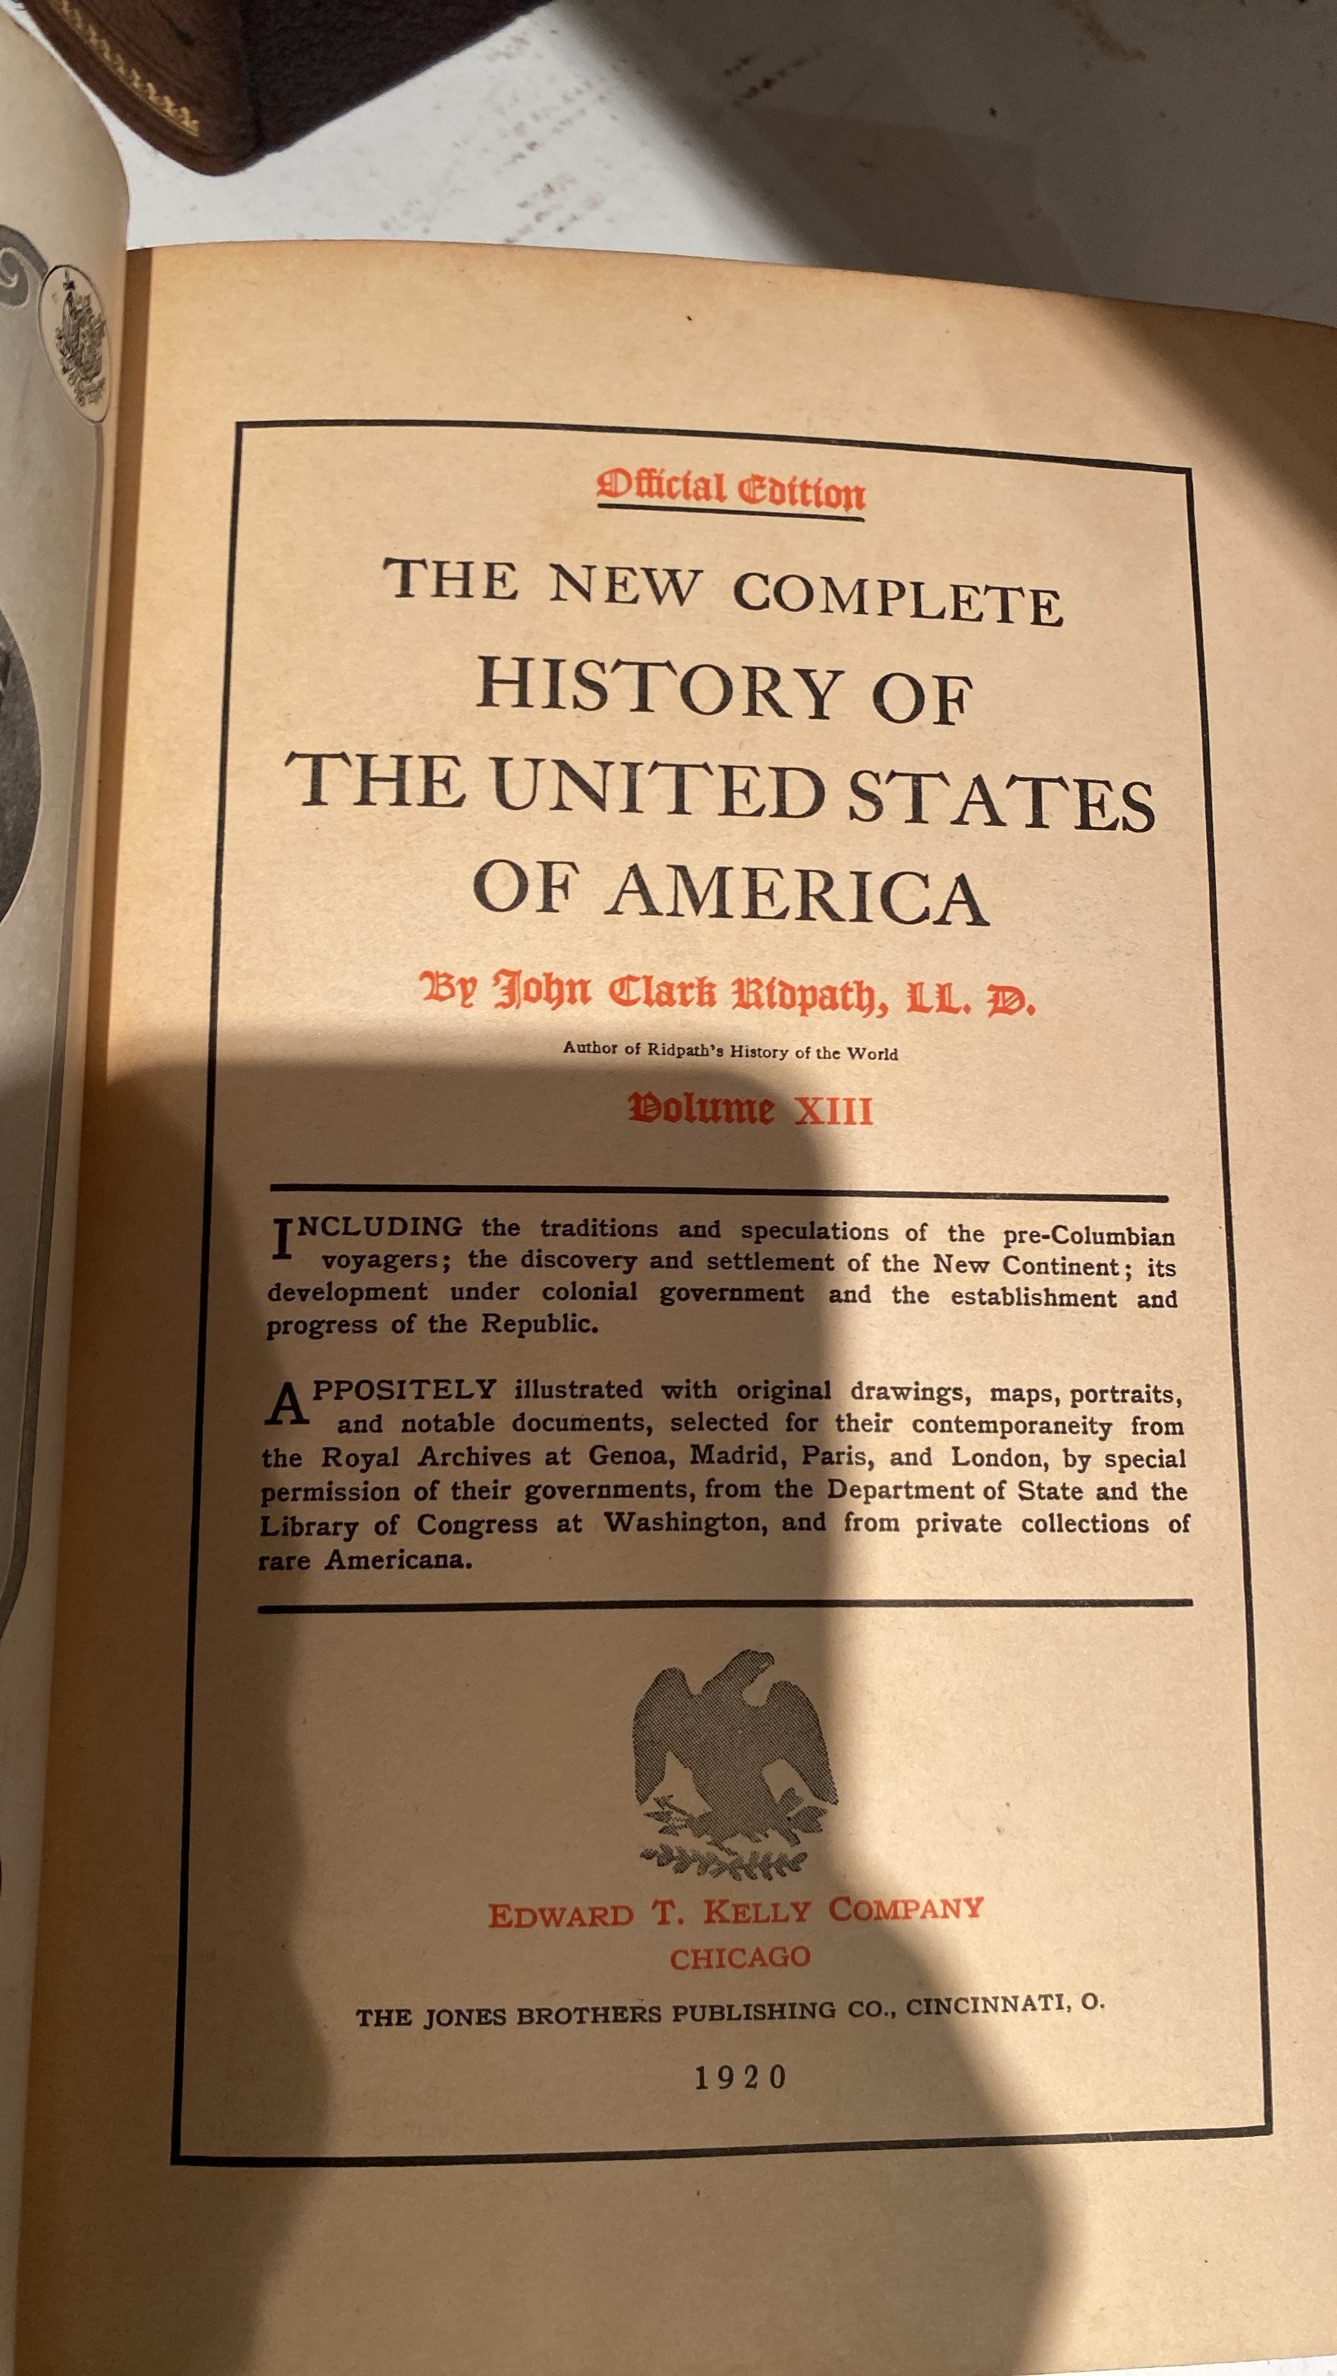 Official Edition
THE NEW COMPLETE
HISTORY OF
THE UNITED STATES
OF AMERICA
By John Clark Ridpath, LL. D.
Author of Ridpath's History of the World
Volume XIII
INCLUDING the traditions and speculations of the pre-Columbian
voyagers; the discovery and settlement of the New Continent; its
development under colonial government and the establishment and
progress of the Republic.
APPOSITELY illustrated with original drawings, maps, portraits,
and notable documents, selected for their contemporaneity from
the Royal Archives at Genoa, Madrid, Paris, and London, by special
permission of their governments, from the Department of State and the
Library of Congress at Washington, and from private collections of
rare Americana.
EDWARD T. KELLY COMPANY
CHICAGO
THE JONES BROTHERS PUBLISHING CO., CINCINNATI, O.
1920